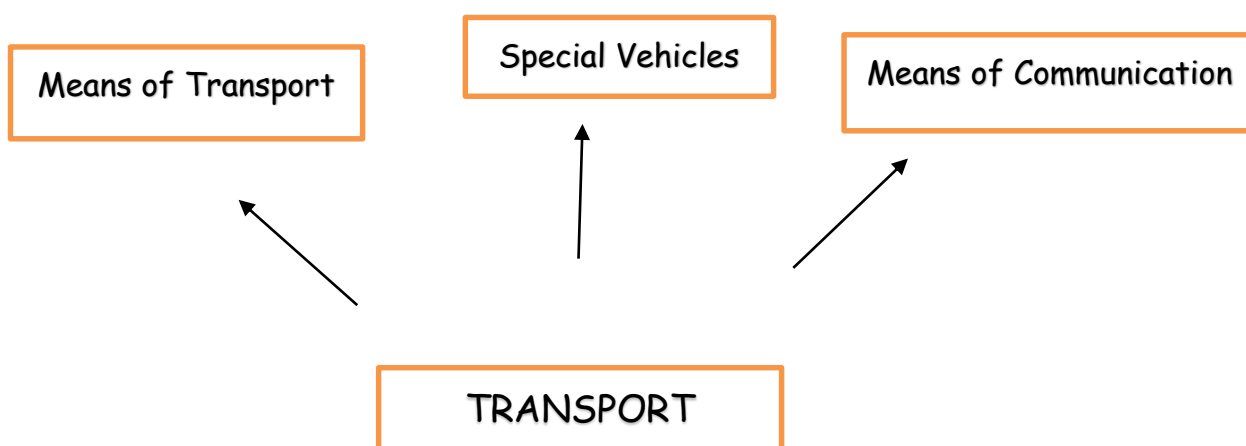 Means of Transport
Special Vehicles
Means of Communication
TRANSPORT